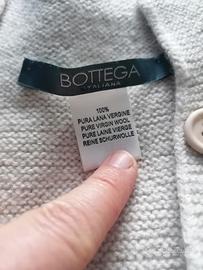 BOTTEGA
ITALIANA
100%
PURA LANA VERGINE
PURE VIRGIN WOOL
PURE LAINE VIERGE
REINE SCHURWOLLE